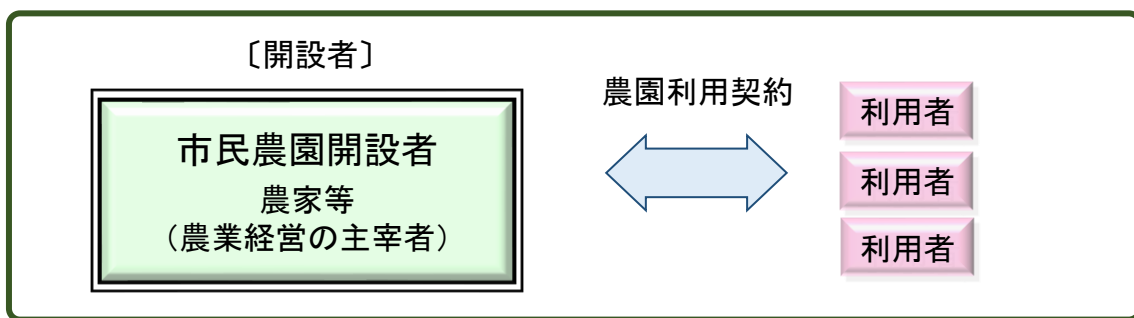 〔開設者〕
市民農園開設者
農家等
（農業経営の主宰者）
農園利用契約
利用者
利用者
利用者